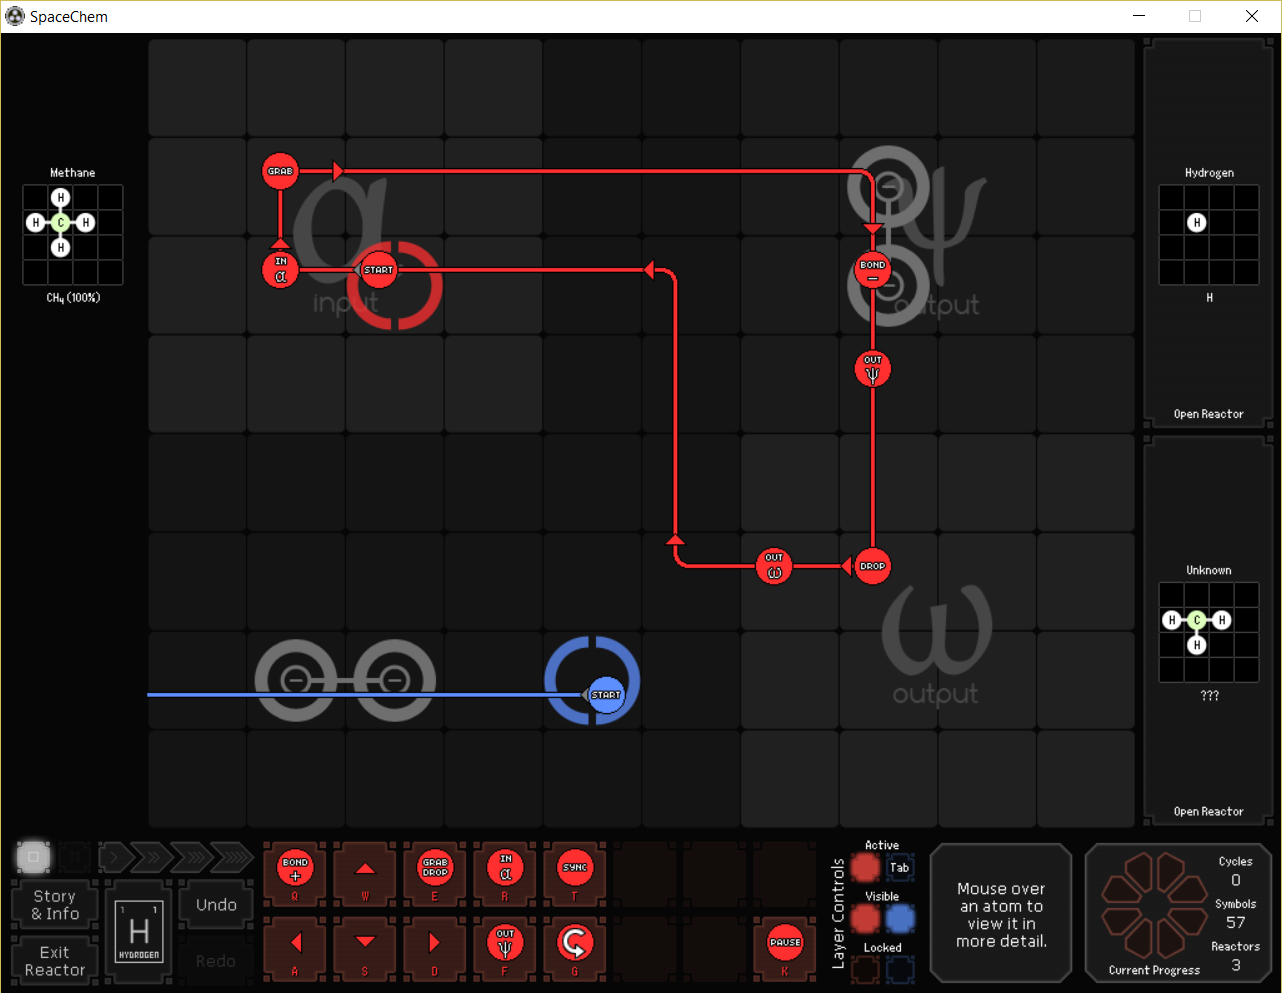 SpaceChem
Methane
H
H C H
H
CH4 (100%)
GRAB
α
IN
α
START
input
BOND
−
ψ
output
OUT
ψ
OUT
ω
DROP
ω
output
START
Hydrogen
H
H
Open Reactor
Unknown
H C H
H
???
Open Reactor
Story
& Info
Undo
Exit
Reactor
Redo
1 1
H
HYDROGEN
BOND
+
Q
W
GRAB
DROP
E
IN
α
R
SYNC
T
A
S
D
OUT
ψ
F
G
PAUSE
K
Layer Controls
Active
Tab
Visible
Locked
Mouse over
an atom to
view it in
more detail.
Cycles
0
Symbols
57
Reactors
3
Current Progress